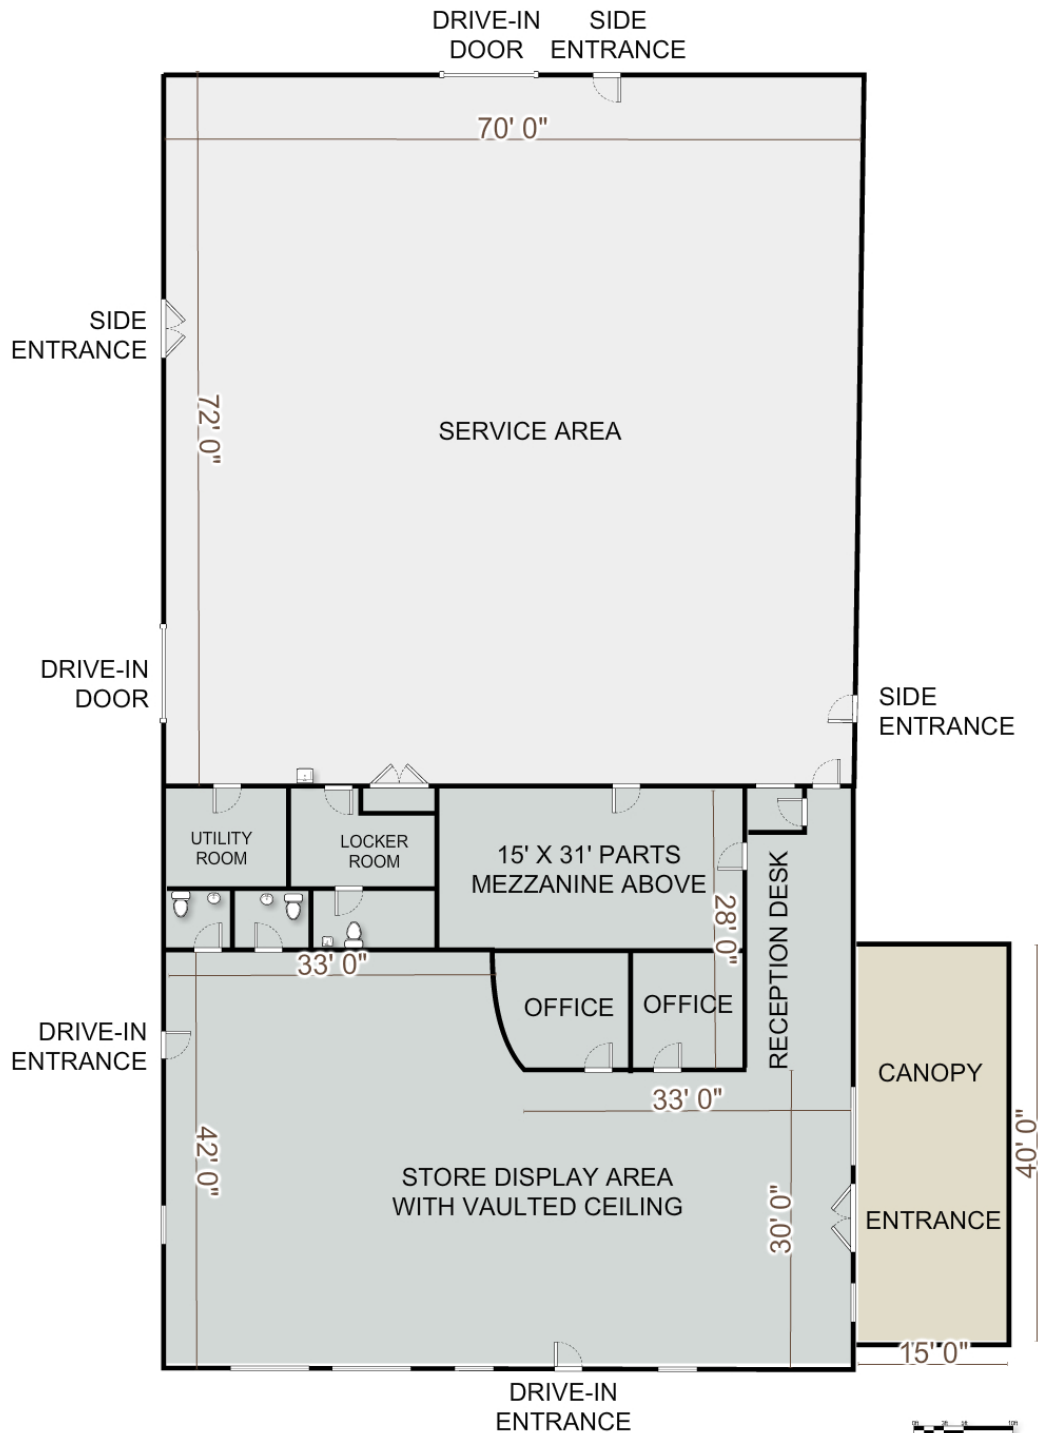 DRIVE-IN
DOOR
SIDE
ENTRANCE
70' 0"
SIDE
ENTRANCE
72' 0"
SERVICE AREA
DRIVE-IN
DOOR
SIDE
ENTRANCE
UTILITY
ROOM
LOCKER
ROOM
15' X 31' PARTS
MEZZANINE ABOVE
28' 0"
RECEPTION DESK
33' 0"
OFFICE
OFFICE
DRIVE-IN
ENTRANCE
CANOPY
33' 0"
40' 0"
42' 0"
STORE DISPLAY AREA
WITH VAULTED CEILING
30' 0"
ENTRANCE
15' 0"
DRIVE-IN
ENTRANCE